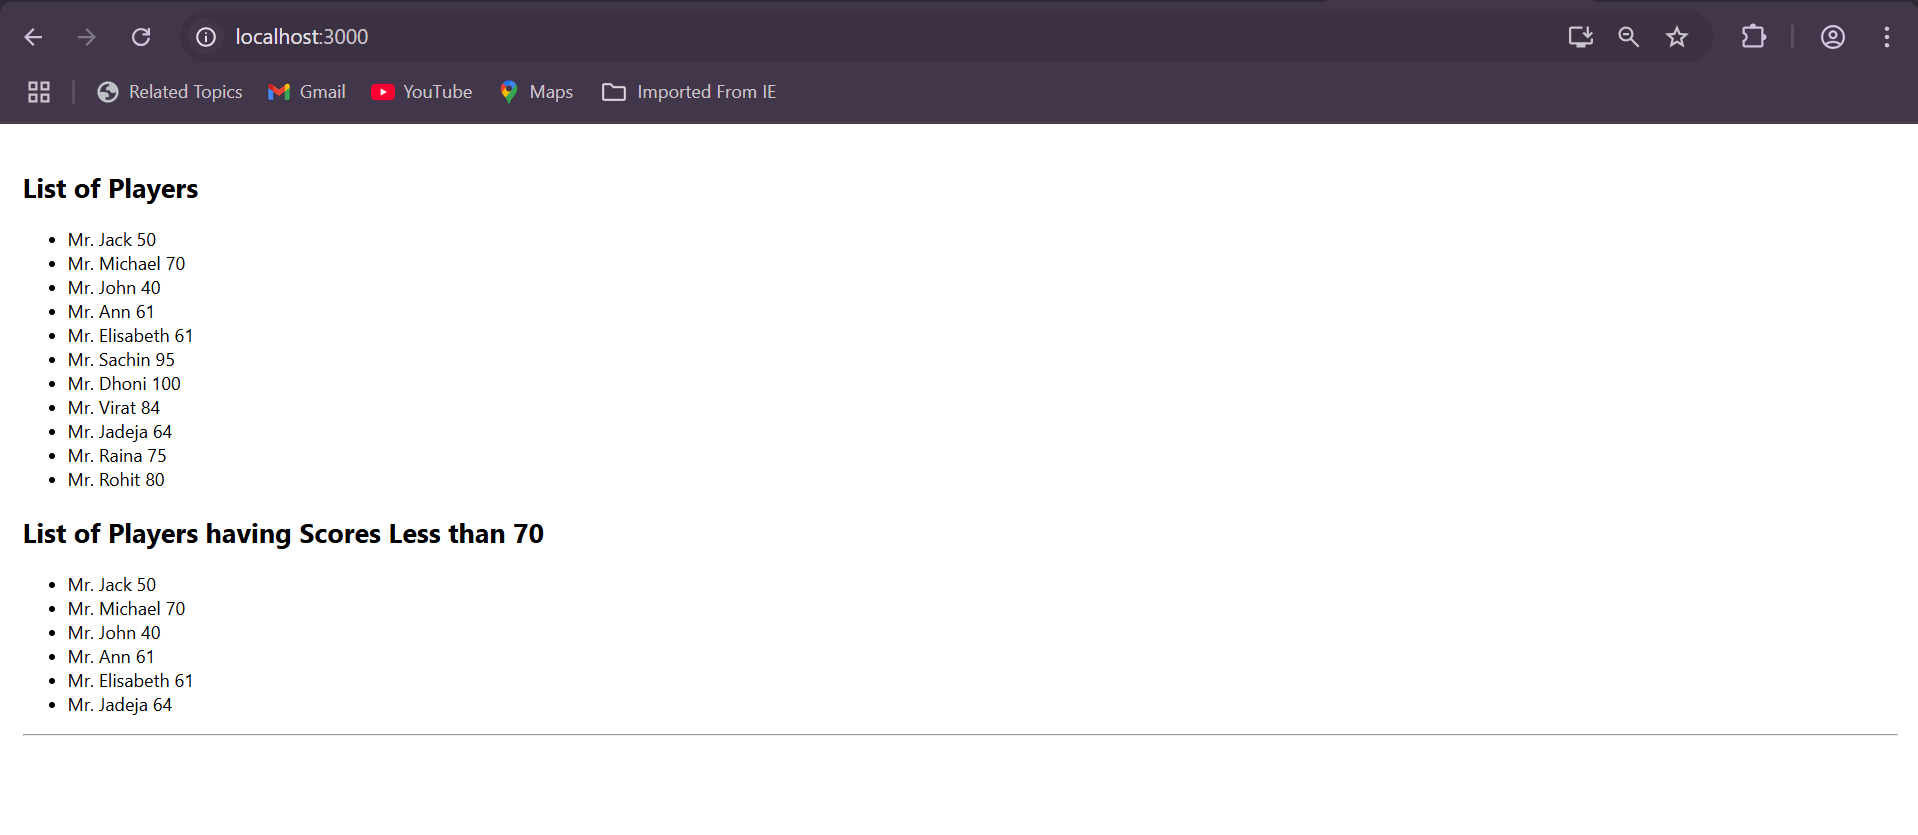 localhost:3000
Related Topics Gmail YouTube Maps Imported From IE
List of Players
Mr. Jack 50
Mr. Michael 70
Mr. John 40
Mr. Ann 61
Mr. Elisabeth 61
Mr. Sachin 95
Mr. Dhoni 100
Mr. Virat 84
Mr. Jadeja 64
Mr. Raina 75
Mr. Rohit 80
List of Players having Scores Less than 70
Mr. Jack 50
Mr. Michael 70
Mr. John 40
Mr. Ann 61
Mr. Elisabeth 61
Mr. Jadeja 64